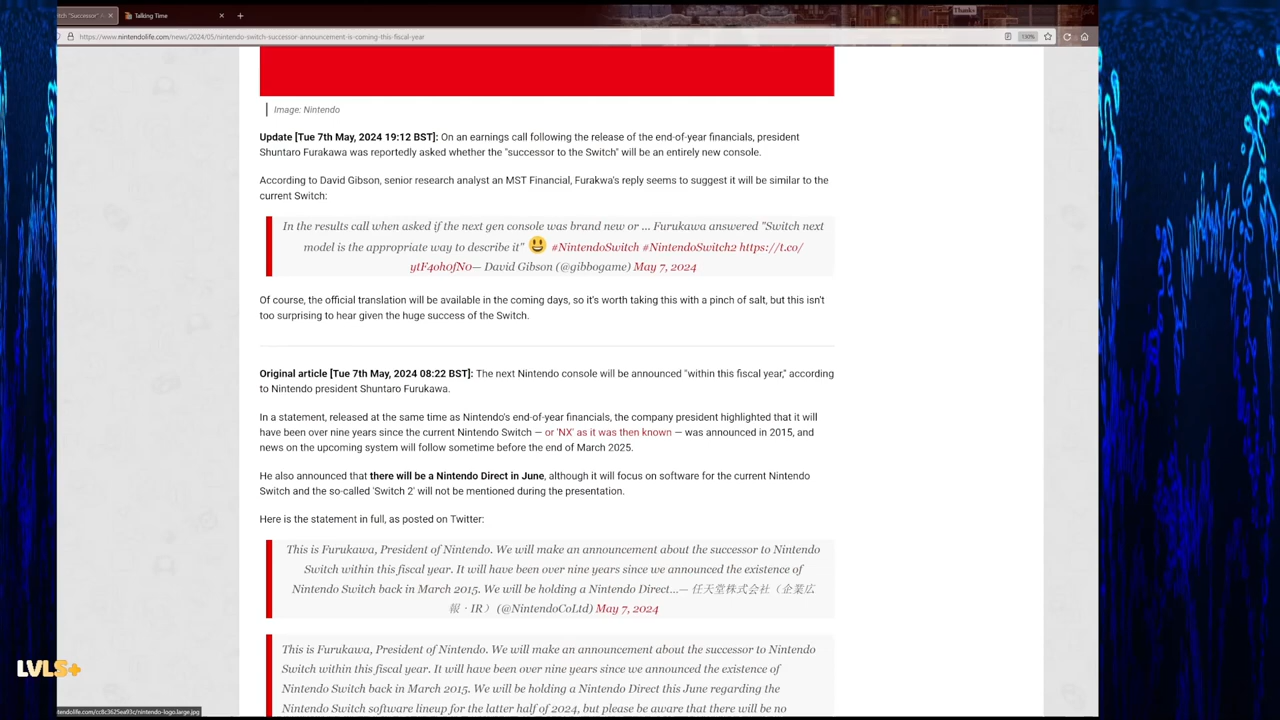 itch "Successor"
Talking Time
Thanks
https://www.nintendolife.com/news/2024/05/nintendo-switch-successor-announcement-is-coming-this-fiscal-year
130%
Image: Nintendo
Update [Tue 7th May, 2024 19:12 BST]: On an earnings call following the release of the end-of-year financials, president
Shuntaro Furakawa was reportedly asked whether the "successor to the Switch" will be an entirely new console.
According to David Gibson, senior research analyst an MST Financial, Furakwa's reply seems to suggest it will be similar to the
current Switch:
In the results call when asked if the next gen console was brand new or ... Furukawa answered "Switch next
model is the appropriate way to describe it" 😃 #NintendoSwitch #NintendoSwitch2 https://t.co/
ytF4oh0fN0— David Gibson (@gibbogame) May 7, 2024
Of course, the official translation will be available in the coming days, so it's worth taking this with a pinch of salt, but this isn't
too surprising to hear given the huge success of the Switch.
Original article [Tue 7th May, 2024 08:22 BST]: The next Nintendo console will be announced "within this fiscal year," according
to Nintendo president Shuntaro Furakawa.
In a statement, released at the same time as Nintendo's end-of-year financials, the company president highlighted that it will
have been over nine years since the current Nintendo Switch — or 'NX' as it was then known — was announced in 2015, and
news on the upcoming system will follow sometime before the end of March 2025.
He also announced that there will be a Nintendo Direct in June, although it will focus on software for the current Nintendo
Switch and the so-called 'Switch 2' will not be mentioned during the presentation.
Here is the statement in full, as posted on Twitter:
This is Furukawa, President of Nintendo. We will make an announcement about the successor to Nintendo
Switch within this fiscal year. It will have been over nine years since we announced the existence of
Nintendo Switch back in March 2015. We will be holding a Nintendo Direct…— 任天堂株式会社（企業広
報・IR） (@NintendoCoLtd) May 7, 2024
This is Furukawa, President of Nintendo. We will make an announcement about the successor to Nintendo
Switch within this fiscal year. It will have been over nine years since we announced the existence of
Nintendo Switch back in March 2015. We will be holding a Nintendo Direct this June regarding the
Nintendo Switch software lineup for the latter half of 2024, but please be aware that there will be no
LVLS+
tendolife.com/cc8c3625ea93c/nintendo-logo.large.jpg